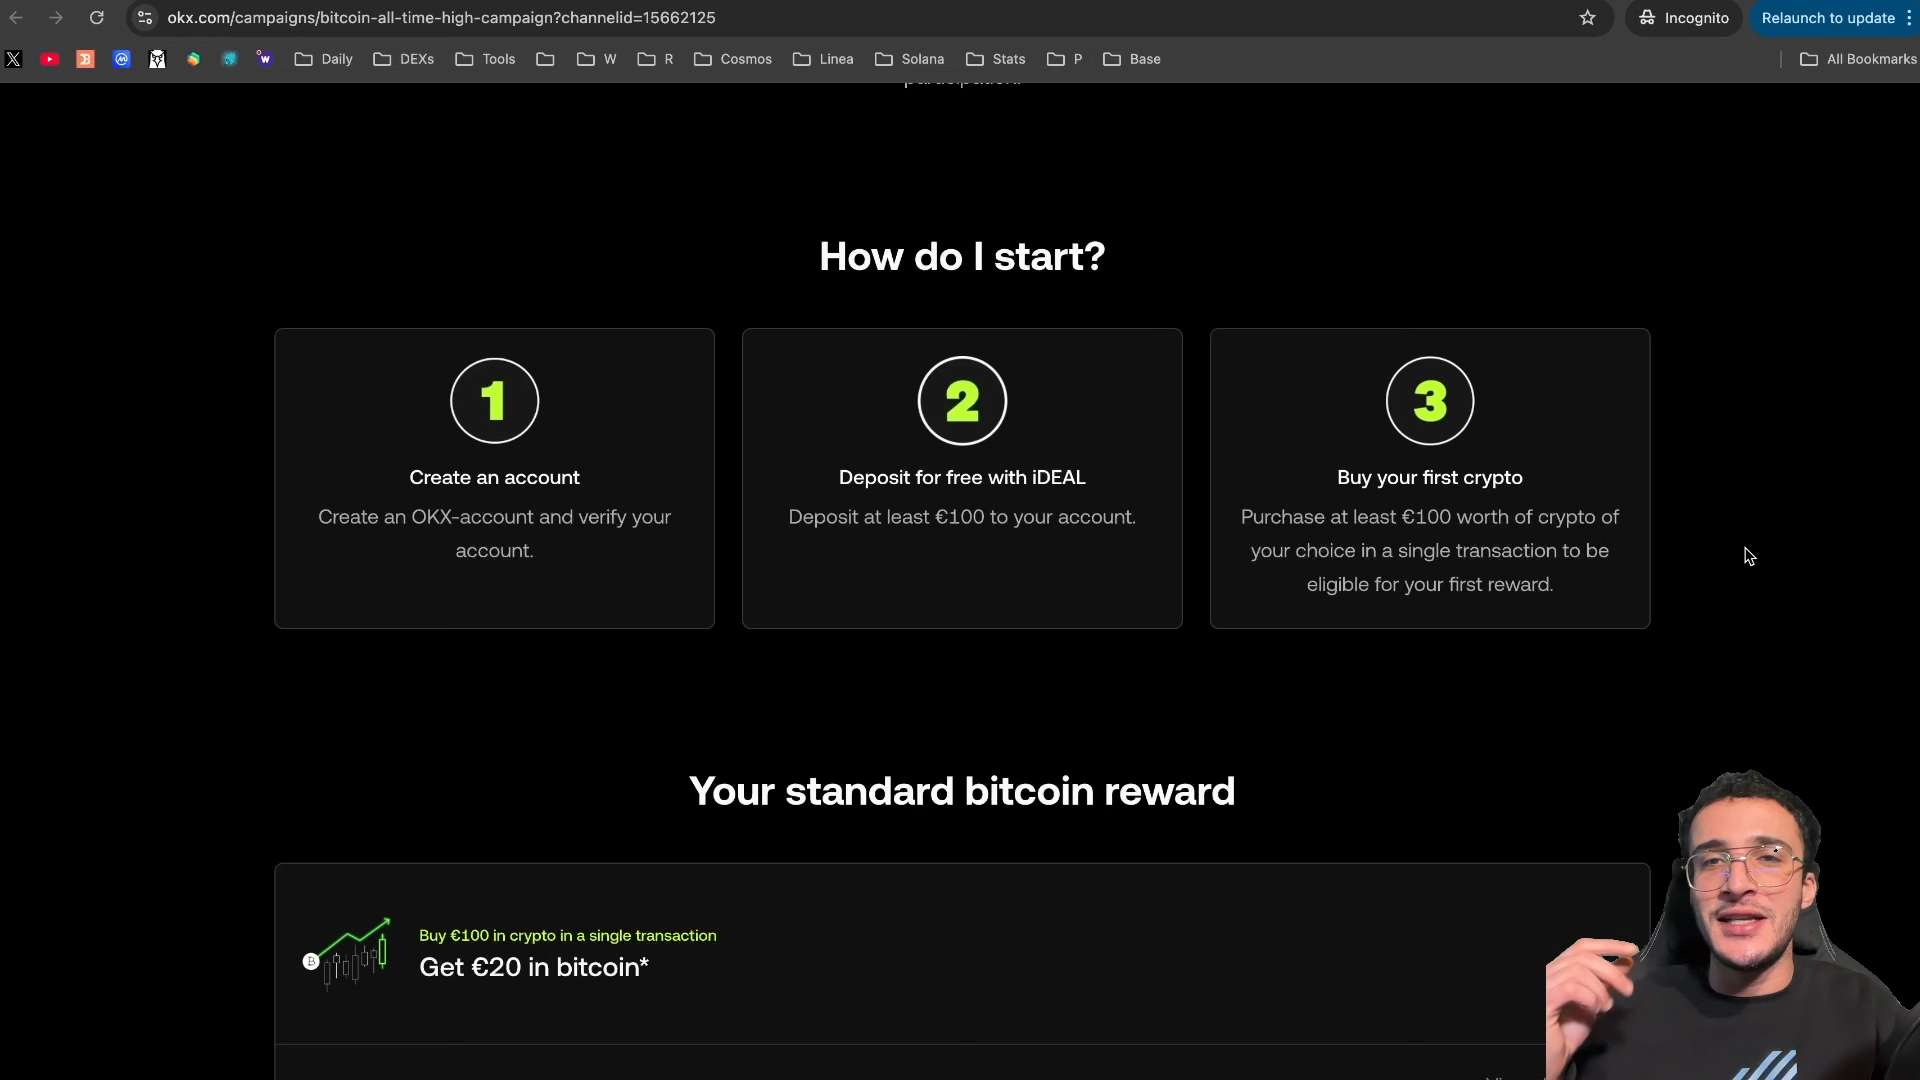 okx.com/campaigns/bitcoin-all-time-high-campaign?channelid=15662125
Incognito
Relaunch to update
Daily
DEXs
Tools
W
R
Cosmos
Linea
Solana
Stats
P
Base
All Bookmarks
How do I start?
1
Create an account
Create an OKX-account and verify your
account.
2
Deposit for free with iDEAL
Deposit at least €100 to your account.
3
Buy your first crypto
Purchase at least €100 worth of crypto of
your choice in a single transaction to be
eligible for your first reward.
Your standard bitcoin reward
Buy €100 in crypto in a single transaction
Get €20 in bitcoin*